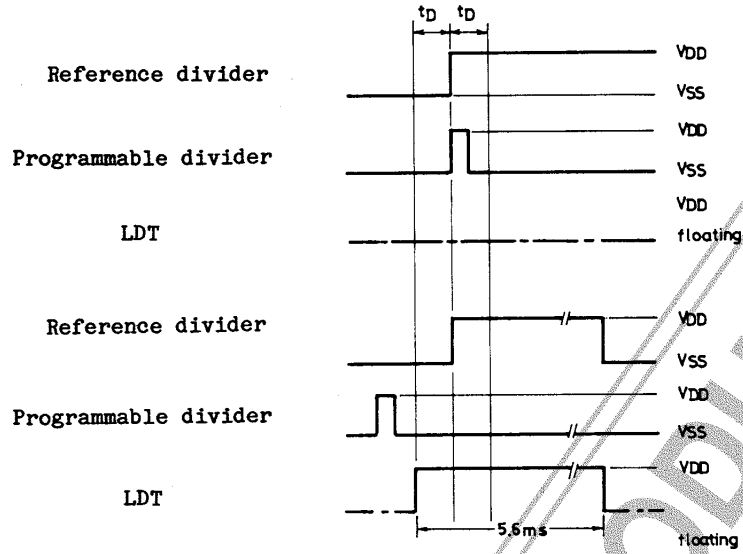 tD tD
Reference divider VDD
VSS
Programmable divider VDD
VSS
VDD
LDT floating
Reference divider VDD
VSS
Programmable divider VDD
VSS
LDT VDD
5.6ms
floating